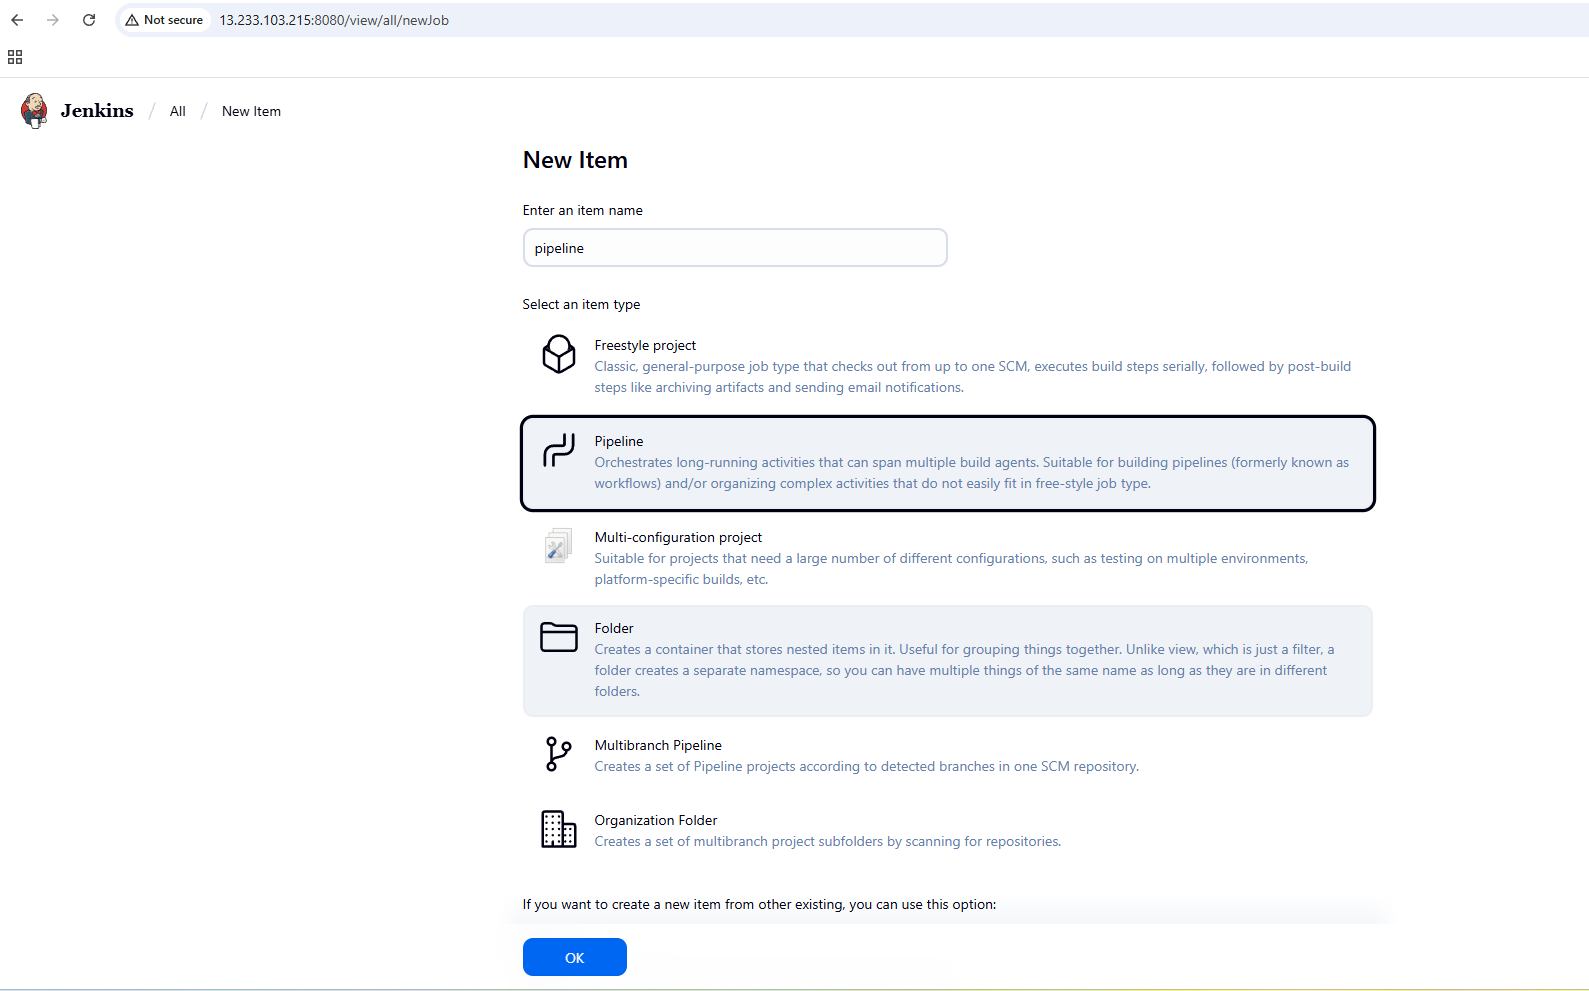 Not secure 13.233.103.215:8080/view/all/newJob
Jenkins / All / New Item
New Item
Enter an item name
pipeline
Select an item type
Freestyle project
Classic, general-purpose job type that checks out from up to one SCM, executes build steps serially, followed by post-build
steps like archiving artifacts and sending email notifications.
Pipeline
Orchestrates long-running activities that can span multiple build agents. Suitable for building pipelines (formerly known as
workflows) and/or organizing complex activities that do not easily fit in free-style job type.
Multi-configuration project
Suitable for projects that need a large number of different configurations, such as testing on multiple environments,
platform-specific builds, etc.
Folder
Creates a container that stores nested items in it. Useful for grouping things together. Unlike view, which is just a filter, a
folder creates a separate namespace, so you can have multiple things of the same name as long as they are in different
folders.
Multibranch Pipeline
Creates a set of Pipeline projects according to detected branches in one SCM repository.
Organization Folder
Creates a set of multibranch project subfolders by scanning for repositories.
If you want to create a new item from other existing, you can use this option:
OK